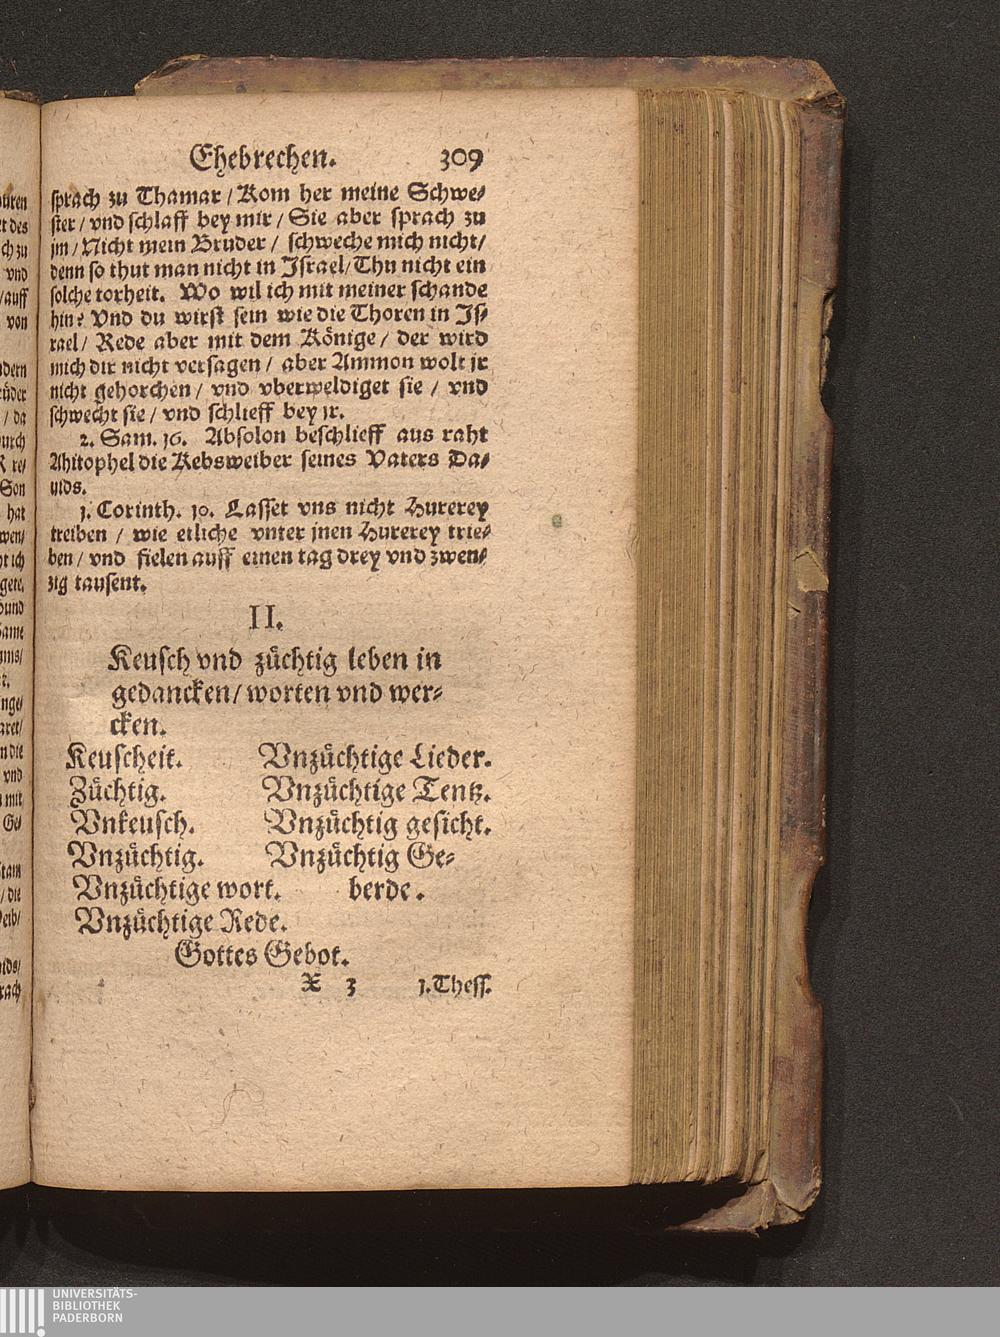 Ehebrechen. 309
sprach zu Thamar / Kom her meine Schwe-
ster / vnd schlaff bey mir / Sie aber sprach zu
jm / Nicht mein Bruder / schweche mich nicht /
denn so thut man nicht in Israel / Thu nicht ein
solche torheit. Wo wil ich mit meiner schande
hin? Vnd du wirst sein wie die Thoren in Is-
rael / Rede aber mit dem Könige / der wird
mich dir nicht versagen / aber Ammon wolt jr
nicht gehorchen / vnd vberweldiget sie / vnd
schwecht sie / vnd schlieff bey jr.
2. Sam. 16. Absolon beschlieff aus raht
Ahitophel die Kebsweiber seines Vaters Da-
uids.
1. Corinth. 10. Lasset vns nicht Hurerey
treiben / wie etliche vnter jnen Hurerey trie-
ben / vnd fielen auff einen tag drey vnd zwen-
zig tausent.
II.
Keusch vnd züchtig leben in
gedancken / worten vnd wer-
cken.
Keuscheit. Vnzüchtige Lieder.
Züchtig. Vnzüchtige Tentz.
Vnkeusch. Vnzüchtig gesicht.
Vnzüchtig. Vnzüchtig Ge-
Vnzüchtige wort. berde.
Vnzüchtige Rede.
Gottes Gebot.
X 3 1. Thess.
UNIVERSITÄTS-
BIBLIOTHEK
PADERBORN